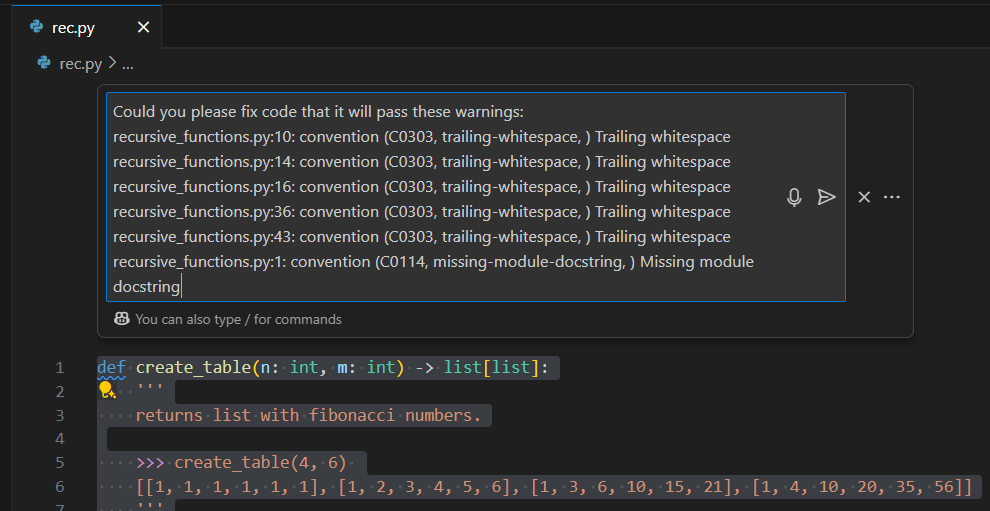 rec.py
rec.py > ...
Could you please fix code that it will pass these warnings:
recursive_functions.py:10: convention (C0303, trailing-whitespace, ) Trailing whitespace
recursive_functions.py:14: convention (C0303, trailing-whitespace, ) Trailing whitespace
recursive_functions.py:16: convention (C0303, trailing-whitespace, ) Trailing whitespace
recursive_functions.py:36: convention (C0303, trailing-whitespace, ) Trailing whitespace
recursive_functions.py:43: convention (C0303, trailing-whitespace, ) Trailing whitespace
recursive_functions.py:1: convention (C0114, missing-module-docstring, ) Missing module
docstring
You can also type / for commands
1 def create_table(n: int, m: int) -> list[list]:
2 '''
3 returns list with fibonacci numbers.
4
5 >>> create_table(4, 6)
6 [[1, 1, 1, 1, 1, 1], [1, 2, 3, 4, 5, 6], [1, 3, 6, 10, 15, 21], [1, 4, 10, 20, 35, 56]]
7 '''